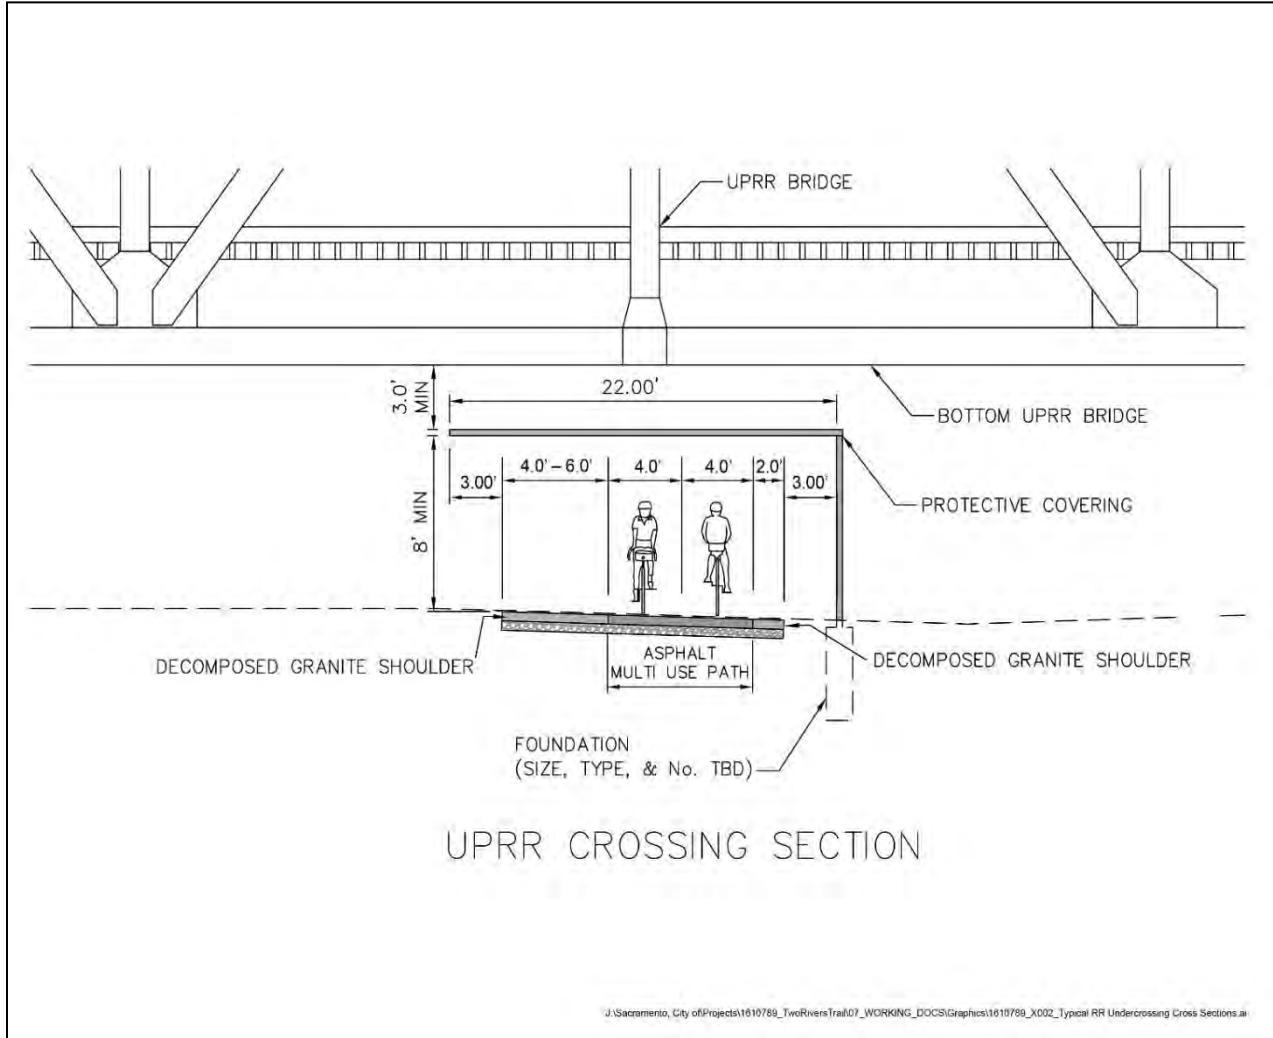 UPRR BRIDGE
3.0' MIN
22.00'
BOTTOM UPRR BRIDGE
4.0' – 6.0'
4.0'
4.0'
2.0'
3.00'
3.00'
8' MIN
PROTECTIVE COVERING
DECOMPOSED GRANITE SHOULDER
ASPHALT
MULTI USE PATH
DECOMPOSED GRANITE SHOULDER
FOUNDATION
(SIZE, TYPE, & No. TBD)
UPRR CROSSING SECTION
J:\Sacramento, City of\Projects\1610789_TwoRiversTrail\07_WORKING_DOCS\Graphics\1610789_X002_Typical RR Undercrossing Cross Sections.ai